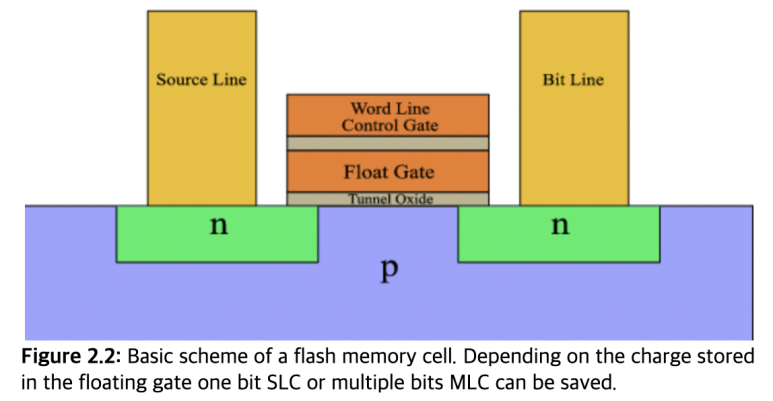 Source Line
Bit Line
Word Line
Control Gate
Float Gate
Tunnel Oxide
n
n
p
Figure 2.2: Basic scheme of a flash memory cell. Depending on the charge stored
in the floating gate one bit SLC or multiple bits MLC can be saved.